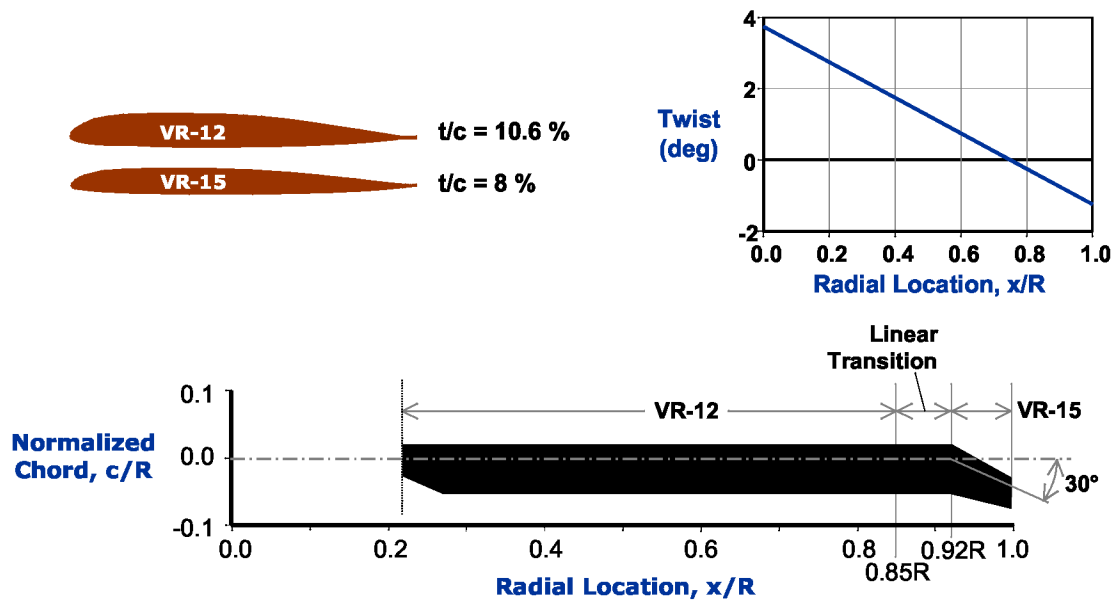 VR-12
t/c = 10.6 %
VR-15
t/c = 8 %
Twist
(deg)
4
2
0
-2
0.0 0.2 0.4 0.6 0.8 1.0
Radial Location, x/R
Linear
Transition
VR-12
VR-15
Normalized
Chord, c/R
0.1
0.0
-0.1
30°
0.0 0.2 0.4 0.6 0.8 0.92R 1.0
0.85R
Radial Location, x/R